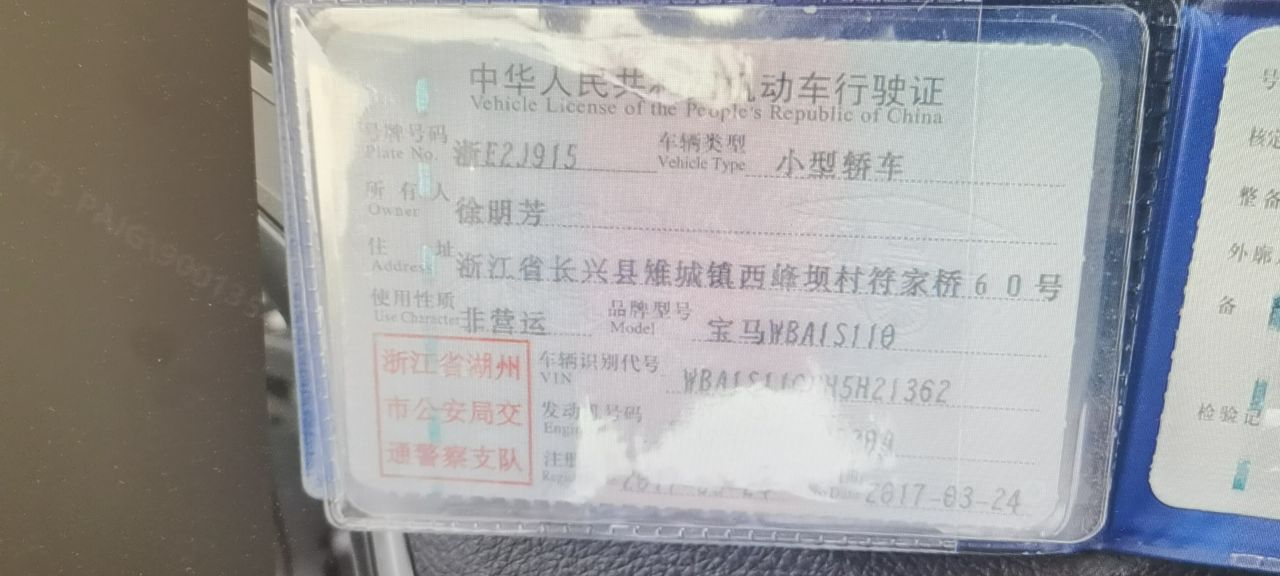 中华人民共 动车行驶证
Vehicle License of the People's Republic of China
号牌号码 浙E2J915 车辆类型 小型轿车
Plate No. Vehicle Type
所有人 徐明芳
Owner
住址 浙江省长兴县雉城镇西峰坝村符家桥60号
Address
使用性质 非营运 品牌型号 宝马WBA1S110
Use Character Model
浙江省湖州
市公安局交
通警察支队
车辆识别代号
VIN H5H21362
发动机号码
2017-03-24
核定
整备
外廓
备
检验记